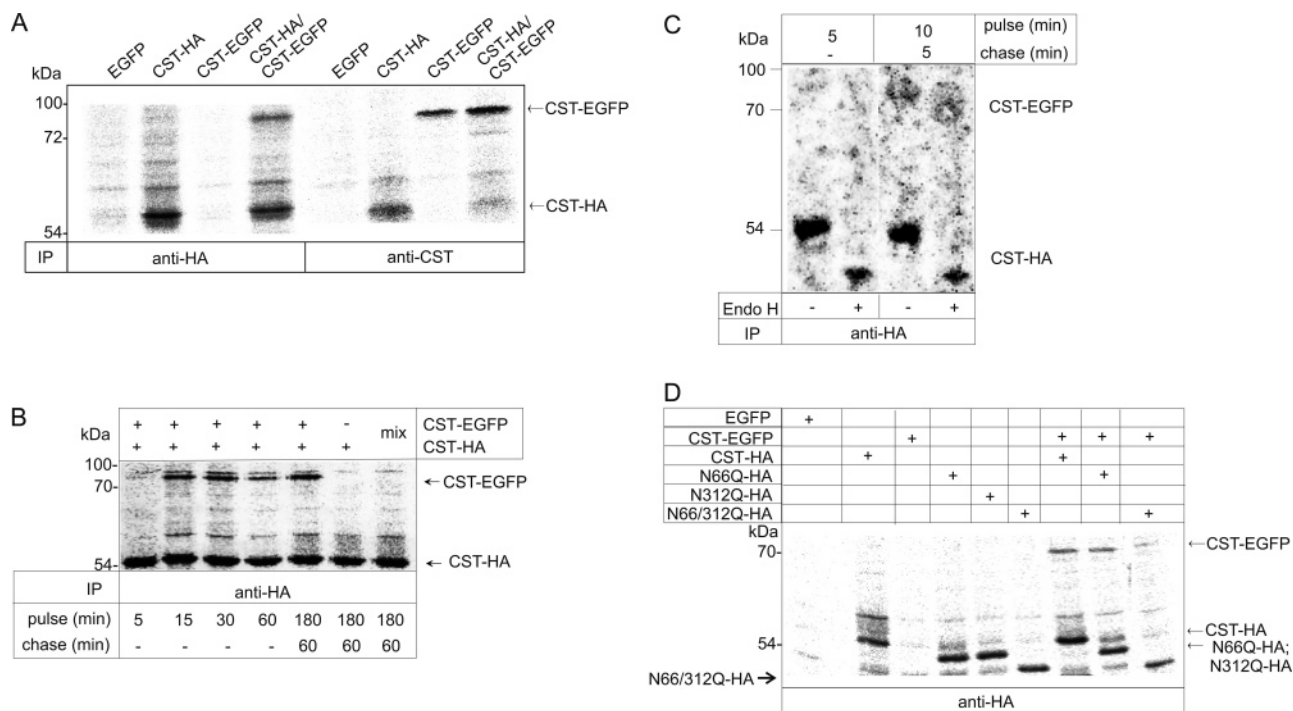 A
EGFP
CST-HA
CST-EGFP
CST-HA/
CST-EGFP
EGFP
CST-HA
CST-EGFP
CST-HA/
CST-EGFP
kDa
100-
72-
54-
←CST-EGFP
←CST-HA
IP anti-HA anti-CST
B
+ + + + + - mix CST-EGFP
+ + + + + + CST-HA
kDa
100-
70-
54-
← CST-EGFP
← CST-HA
IP anti-HA
pulse (min) 5 15 30 60 180 180 180
chase (min) - - - - 60 60 60
C
kDa 5 10 pulse (min)
- 5 chase (min)
100
70
54
CST-EGFP
CST-HA
Endo H - + - +
IP anti-HA
D
EGFP +
CST-EGFP + + + +
CST-HA + +
N66Q-HA + +
N312Q-HA +
N66/312Q-HA + +
kDa
70-
54-
N66/312Q-HA →
←CST-EGFP
←CST-HA
← N66Q-HA;
N312Q-HA
anti-HA